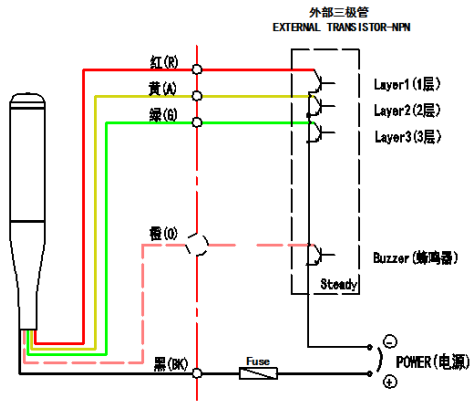 外部三极管
EXTERNAL TRANSISTOR-NPN
红(R)
Layer1(1层)
黄(A)
Layer2(2层)
绿(G)
Layer3(3层)
橙(O)
Buzzer(蜂鸣器)
Steady
黑(BK)
Fuse
POWER(电源)